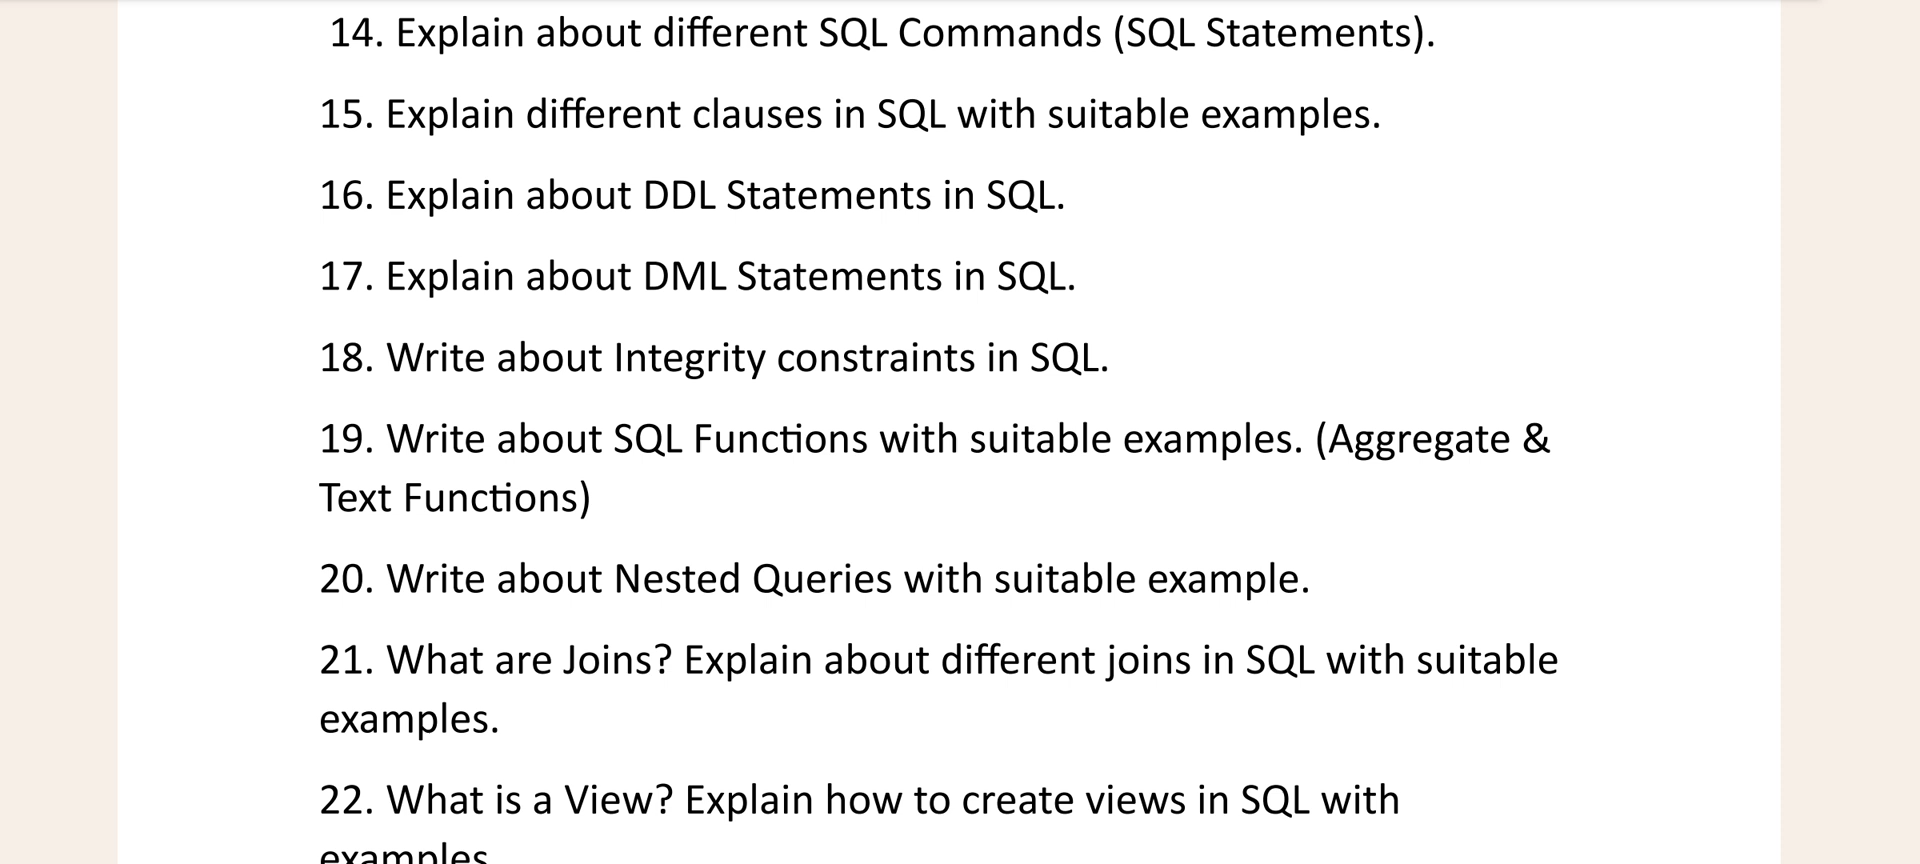 14. Explain about different SQL Commands (SQL Statements).
15. Explain different clauses in SQL with suitable examples.
16. Explain about DDL Statements in SQL.
17. Explain about DML Statements in SQL.
18. Write about Integrity constraints in SQL.
19. Write about SQL Functions with suitable examples. (Aggregate &
Text Functions)
20. Write about Nested Queries with suitable example.
21. What are Joins? Explain about different joins in SQL with suitable
examples.
22. What is a View? Explain how to create views in SQL with
examples